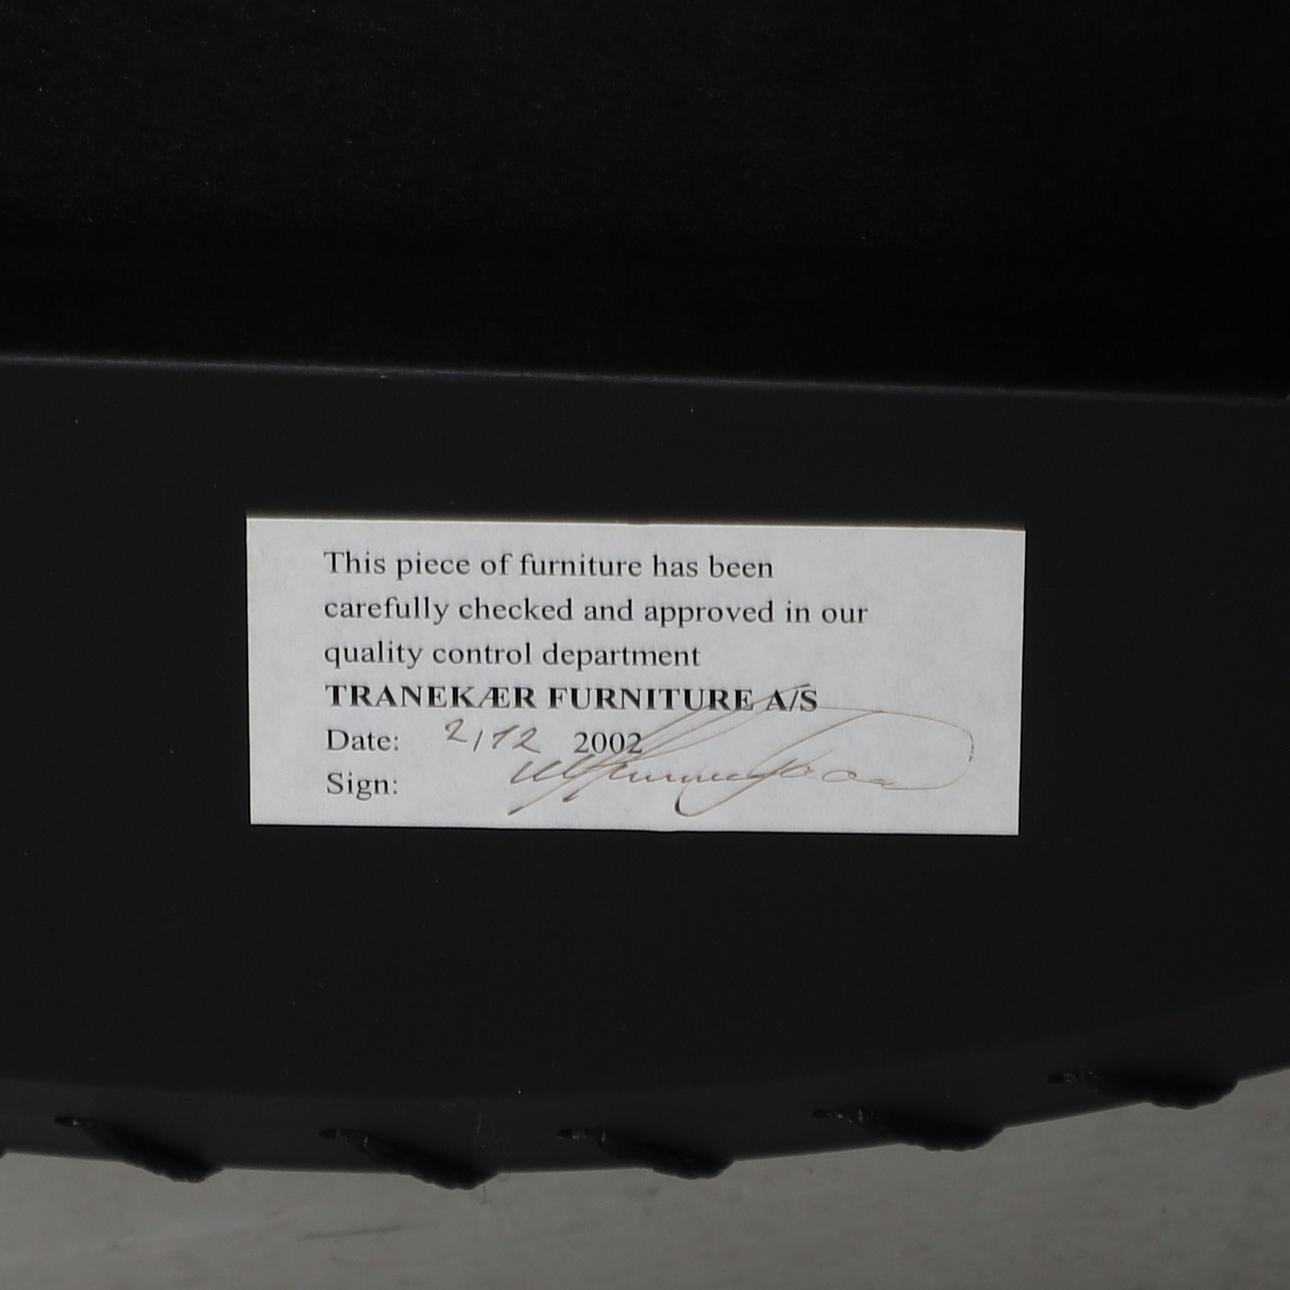 This piece of furniture has been
carefully checked and approved in our
quality control department
TRANEKÆR FURNITURE A/S
Date: 2/12 2002
Sign: